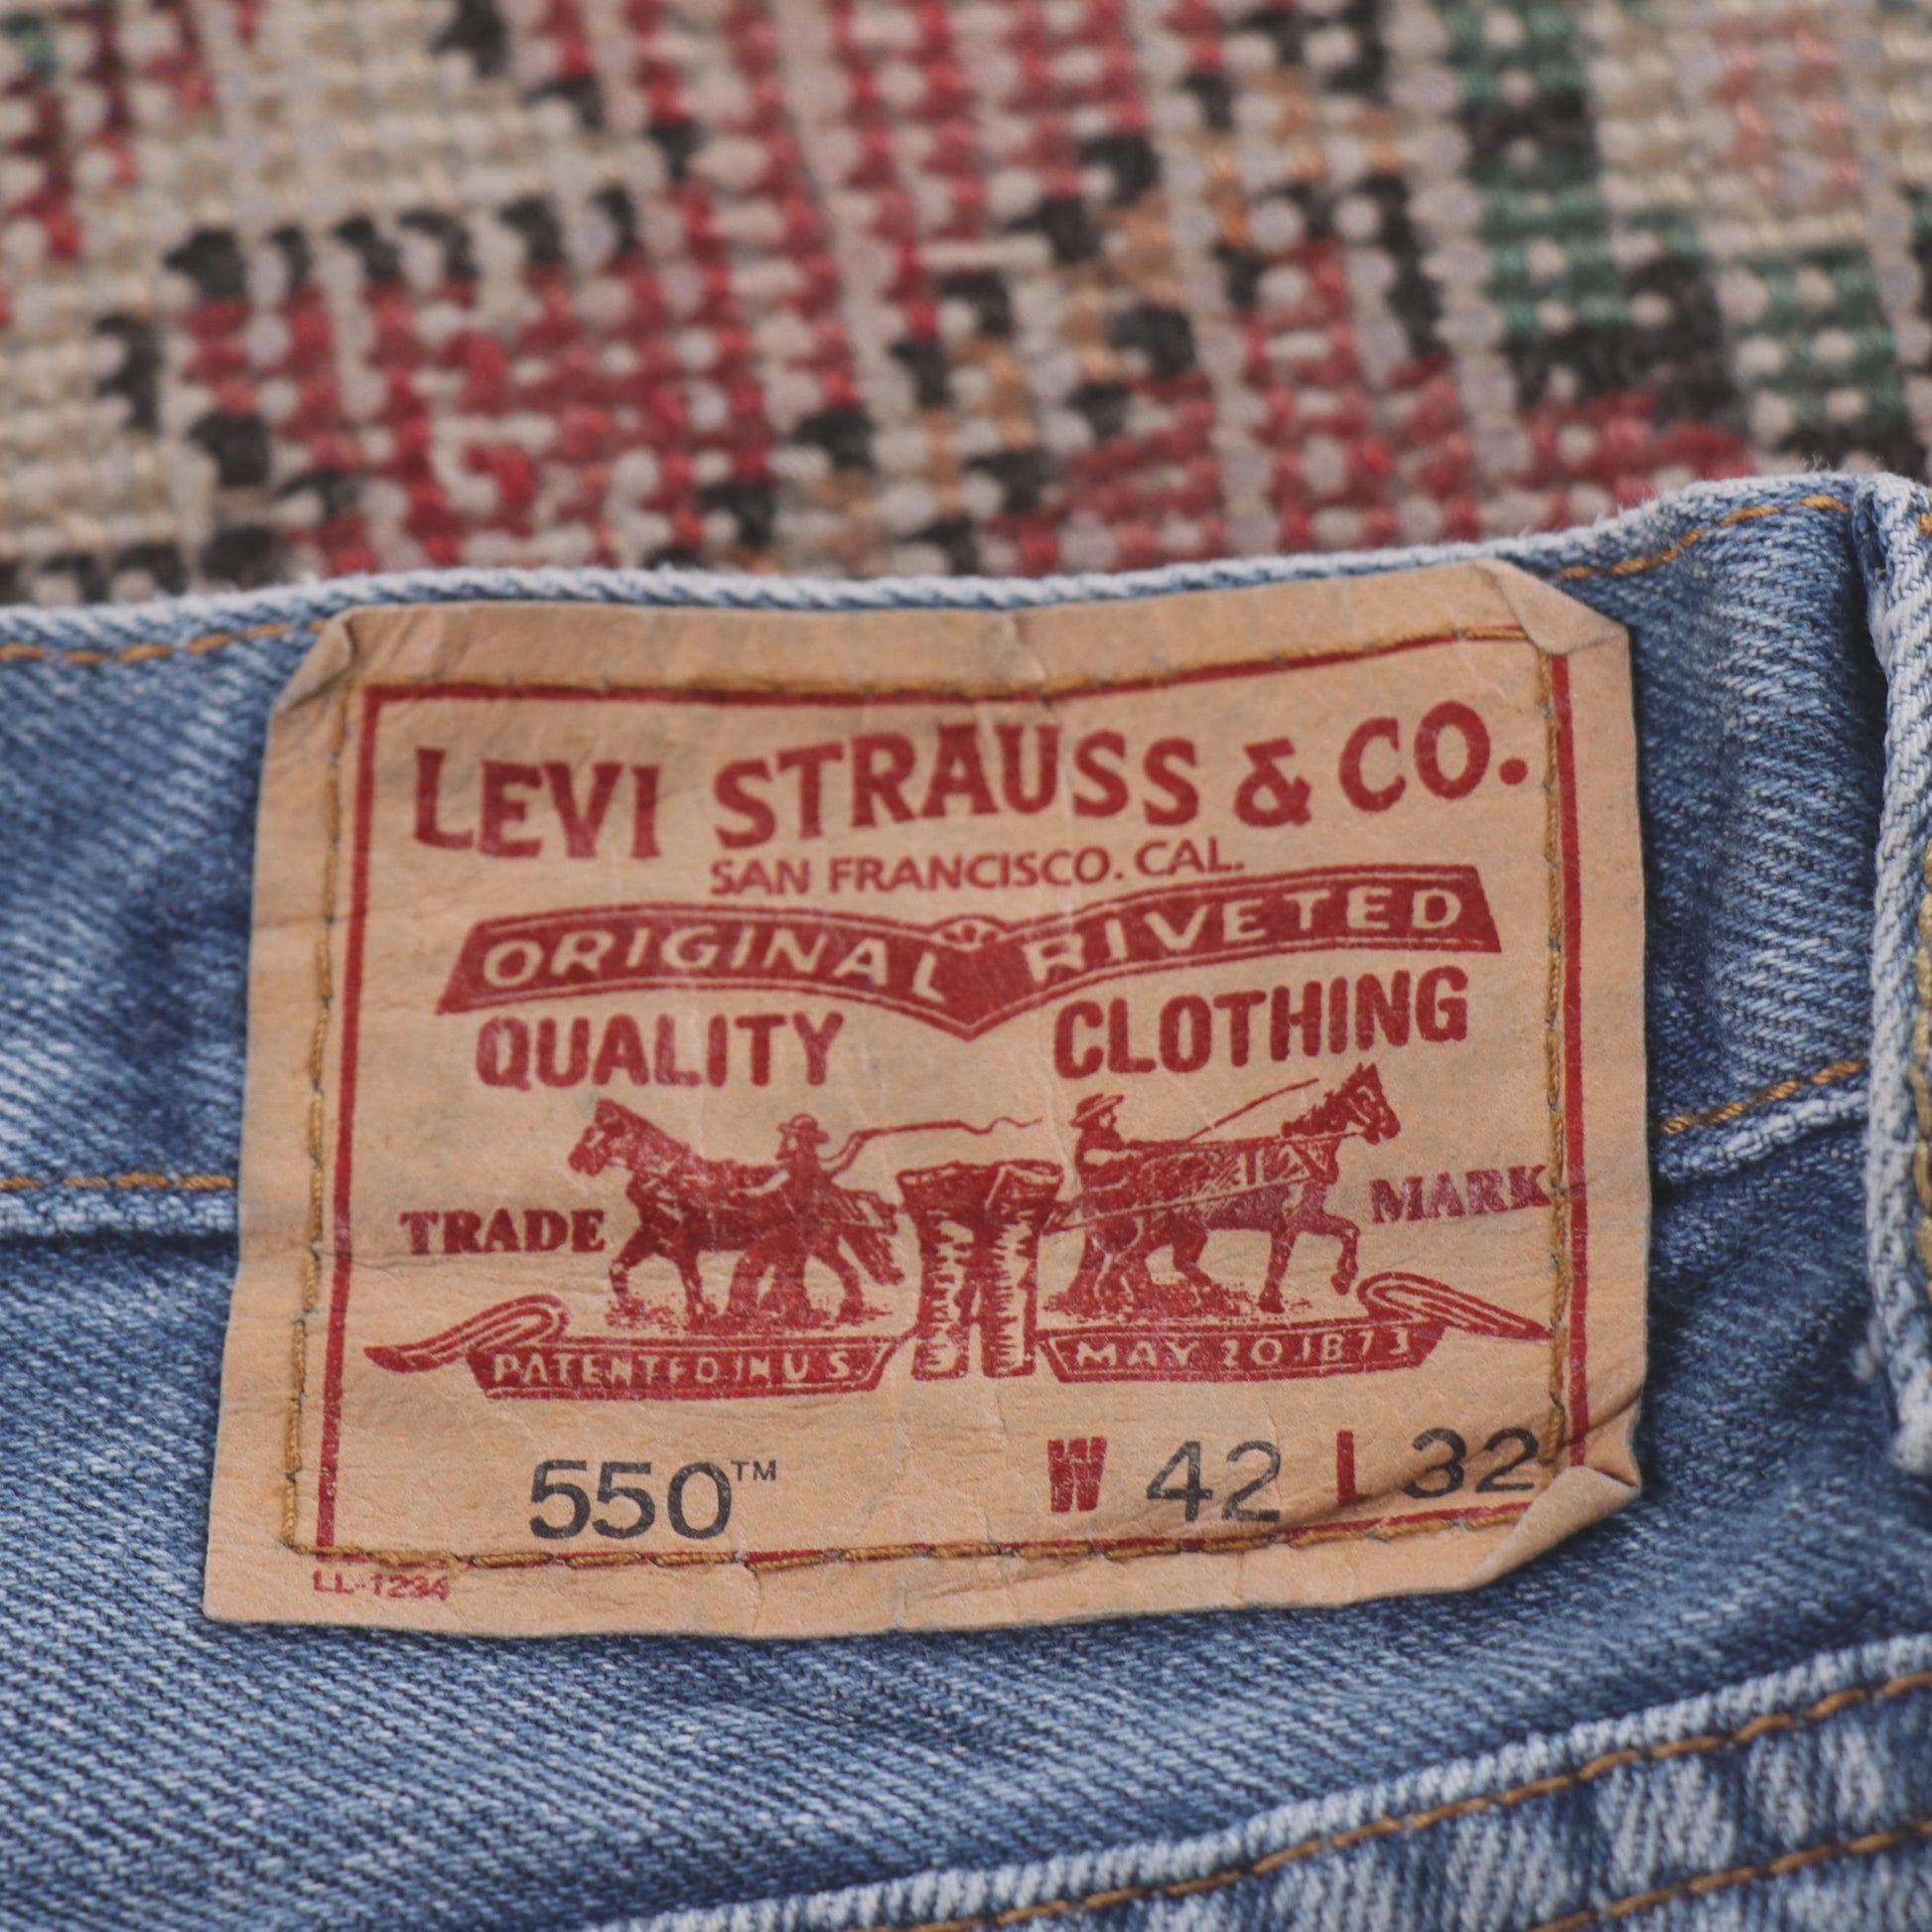 LEVI STRAUSS & CO.
SAN FRANCISCO. CAL.
ORIGINAL RIVETED
QUALITY CLOTHING
TRADE MARK
PATENTED IN U S MAY 20 1873
550™ W 42 L 32
LL-1234